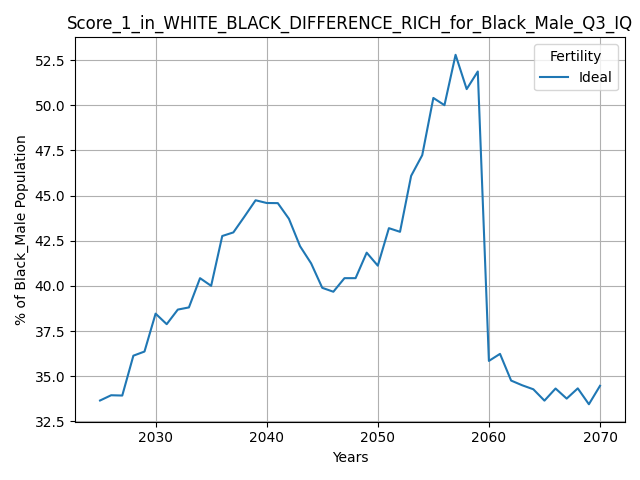 Score_1_in_WHITE_BLACK_DIFFERENCE_RICH_for_Black_Male_Q3_IQ
Fertility
Ideal
52.5
50.0
47.5
45.0
42.5
40.0
37.5
35.0
32.5
% of Black_Male Population
2030 2040 2050 2060 2070
Years